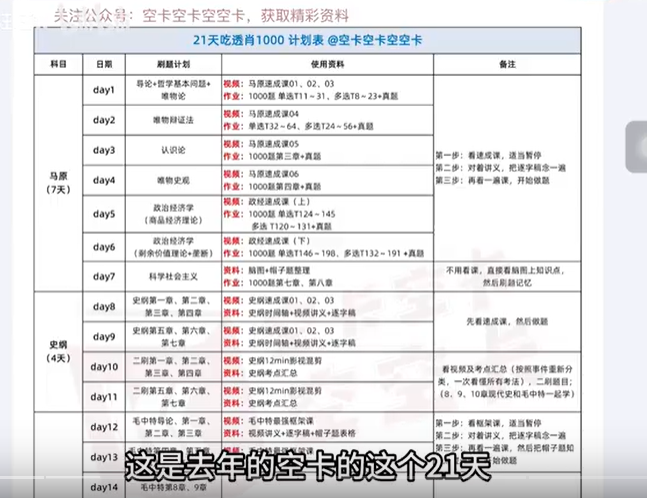 关注公众号：空卡空卡空空卡，获取精彩资料
21天吃透肖1000 计划表 @空卡空卡空空卡
科目 日期 刷题计划 使用资料 备注
马原
（7天）
day1
导论+哲学基本问题+
唯物论
视频：马原速成课01、02、03
作业：1000题 单选T11～31、多选T8～23+真题
day2
唯物辩证法
视频：马原速成课04
作业：单选T32～64、多选T24～56+真题
day3
认识论
视频：马原速成课05
作业：1000题第三章+真题
day4
唯物史观
视频：马原速成课06
作业：1000题第四章+真题
day5
政治经济学
（商品经济理论）
视频：政经速成课（上）
作业：1000题 单选T124～145
多选 T120～131+真题
day6
政治经济学
（剩余价值理论+垄断）
视频：政经速成课（下）
作业：1000题 单选T146～198、多选T132～191 +真题
第一步：看速成课，适当暂停
第二步：对着讲义，把逐字稿念一遍
第三步：再看一遍课，开始做题
day7
科学社会主义
资料：脑图+帽子题整理
作业：1000题第七章、第八章
不用看课，直接看脑图上知识点，
然后刷题记忆
史纲
（4天）
day8
史纲第一章、第二章、
第三章、第四章
视频：史纲速成课01、02、03
资料：史纲时间轴+视频讲义+逐字稿
day9
史纲第五章、第六章、
第七章
视频：史纲速成课01、02、03
资料：史纲时间轴+视频讲义+逐字稿
先看速成课，然后做题
day10
二刷第一章、第二章、
第三章、第四章
视频：史纲12min影视混剪
资料：史纲考点汇总
day11
二刷第五章、第六章、
第七章
视频：史纲12min影视混剪
资料：史纲考点汇总
看视频及考点汇总（按照事件重新分
类，一次看懂所有考法），二刷题目；
（8、9、10章现代史和毛中特一起学）
day12
毛中特导论、第一章、
第二章、第三章
视频：毛中特最强框架课
资料：视频讲义+逐字稿+帽子题表格
第一步：看框架课，适当暂停
第二步：对着讲义，把逐字稿念一遍
第三步：再看一遍课，然后把帽子题知
day13
day14
毛中特第8章、9章
这是去年的空卡的这个21天